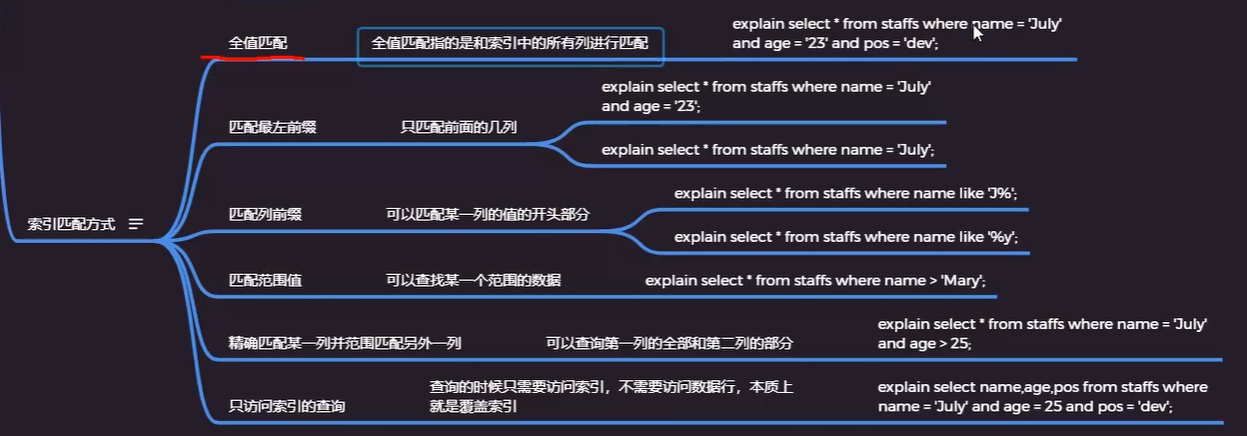 索引匹配方式
全值匹配
全值匹配指的是和索引中的所有列进行匹配
explain select * from staffs where name = 'July'
and age = '23' and pos = 'dev';
匹配最左前缀
只匹配前面的几列
explain select * from staffs where name = 'July'
and age = '23';
explain select * from staffs where name = 'July';
匹配列前缀
可以匹配某一列的值的开头部分
explain select * from staffs where name like 'J%';
explain select * from staffs where name like '%y';
匹配范围值
可以查找某一个范围的数据
explain select * from staffs where name > 'Mary';
精确匹配某一列并范围匹配另外一列
可以查询第一列的全部和第二列的部分
explain select * from staffs where name = 'July'
and age > 25;
只访问索引的查询
查询的时候只需要访问索引，不需要访问数据行，本质上
就是覆盖索引
explain select name,age,pos from staffs where
name = 'July' and age = 25 and pos = 'dev';